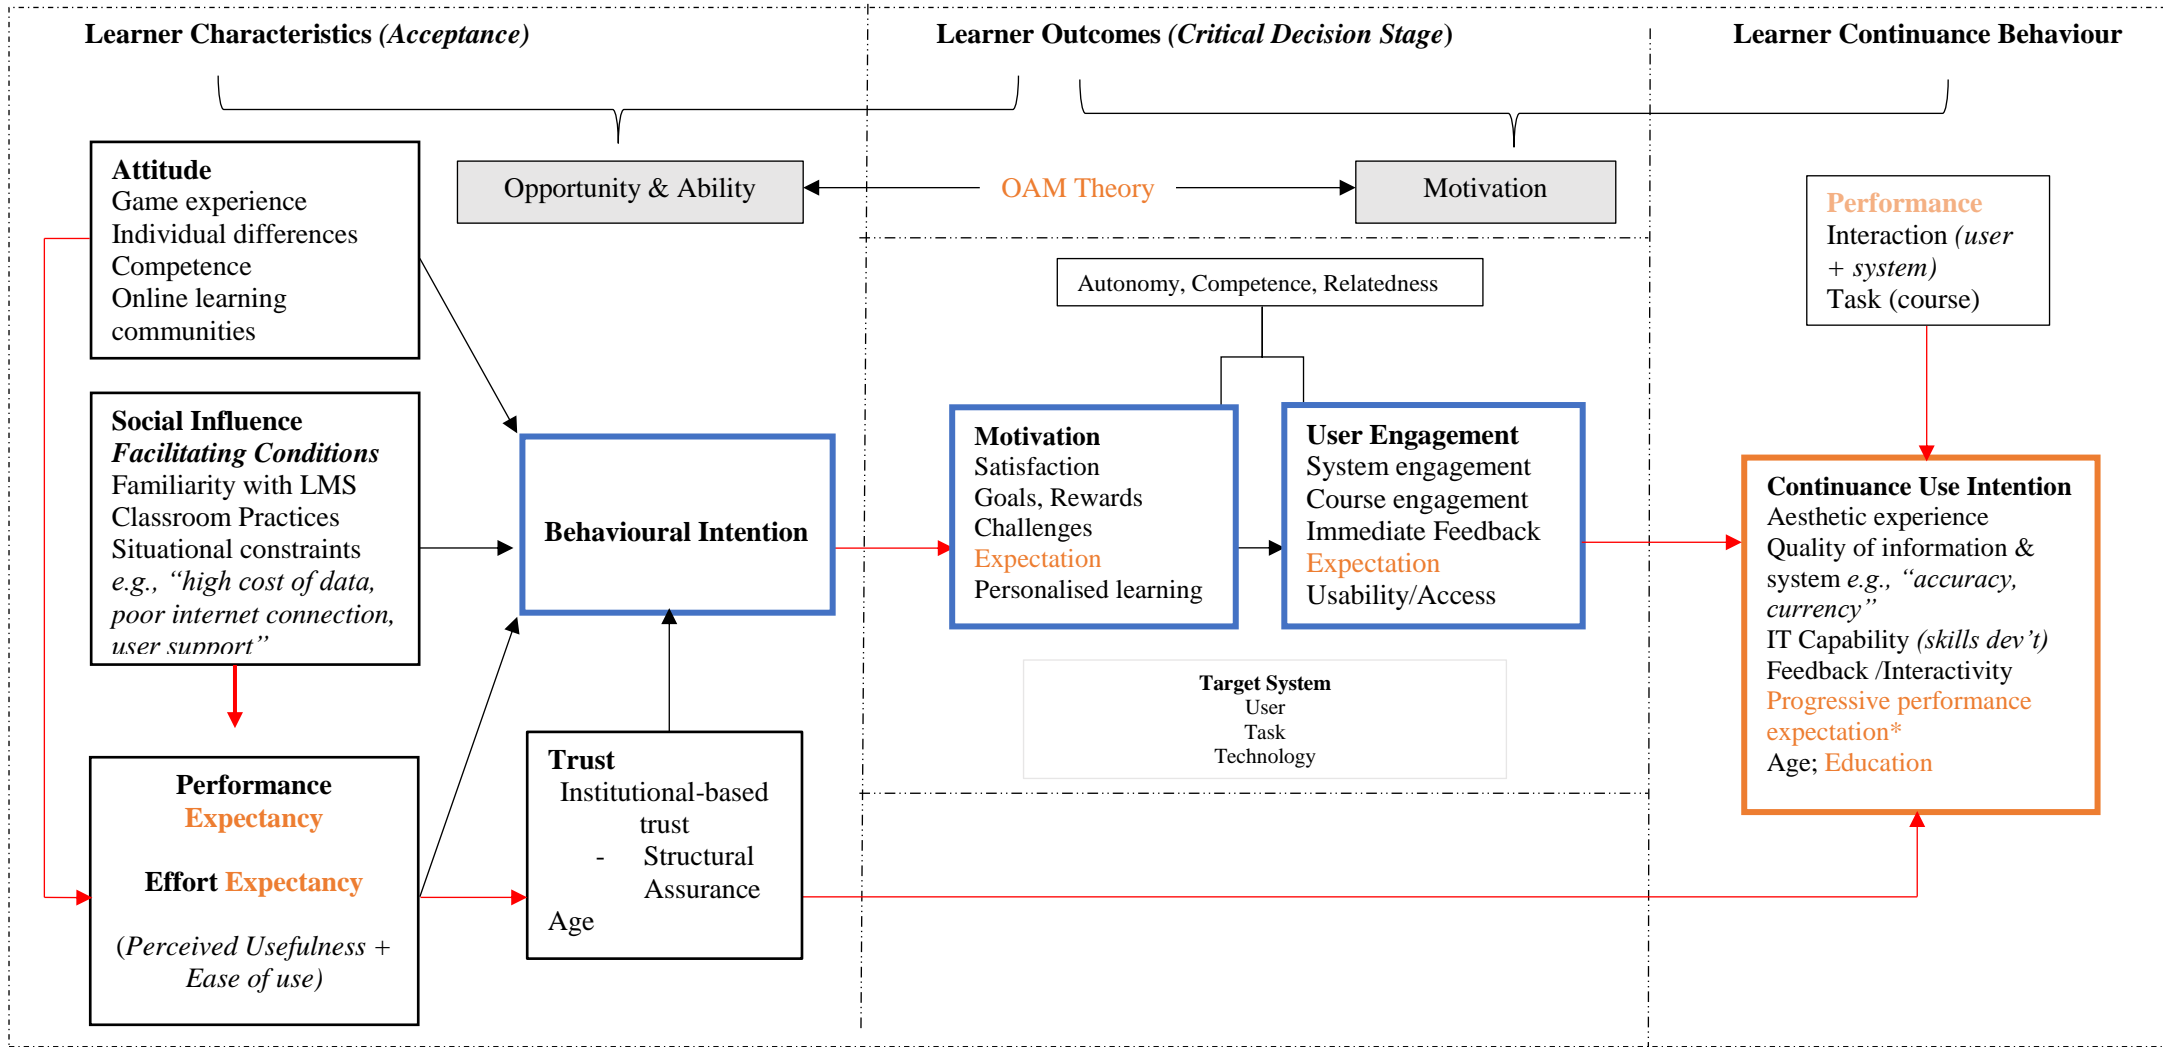 Learner Characteristics (Acceptance)
Learner Outcomes (Critical Decision Stage)
Learner Continuance Behaviour
Attitude
Game experience
Individual differences
Competence
Online learning
communities
Opportunity & Ability
OAM Theory
Motivation
Performance
Interaction (user
+ system)
Task (course)
Autonomy, Competence, Relatedness
Social Influence
Facilitating Conditions
Familiarity with LMS
Classroom Practices
Situational constraints
e.g., “high cost of data,
poor internet connection,
user support”
Behavioural Intention
Motivation
Satisfaction
Goals, Rewards
Challenges
Expectation
Personalised learning
User Engagement
System engagement
Course engagement
Immediate Feedback
Expectation
Usability/Access
Continuance Use Intention
Aesthetic experience
Quality of information &
system e.g., “accuracy,
currency”
IT Capability (skills dev’t)
Feedback /Interactivity
Progressive performance
expectation*
Age; Education
Target System
User
Task
Technology
Performance
Expectancy
Effort Expectancy
(Perceived Usefulness +
Ease of use)
Trust
Institutional-based
trust
- Structural
Assurance
Age